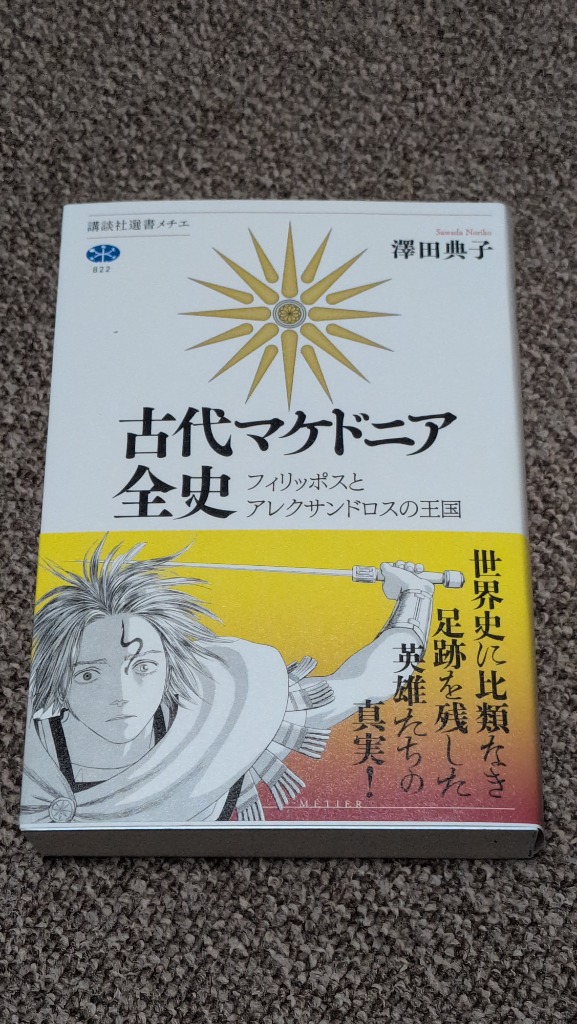 講談社選書メチエ
822
Sawada Noriko
澤田典子
古代マケドニア
全史
フィリッポスと
アレクサンドロスの王国
世界史に比類なき
足跡を残した
英雄たちの
真実！
MÉTIER